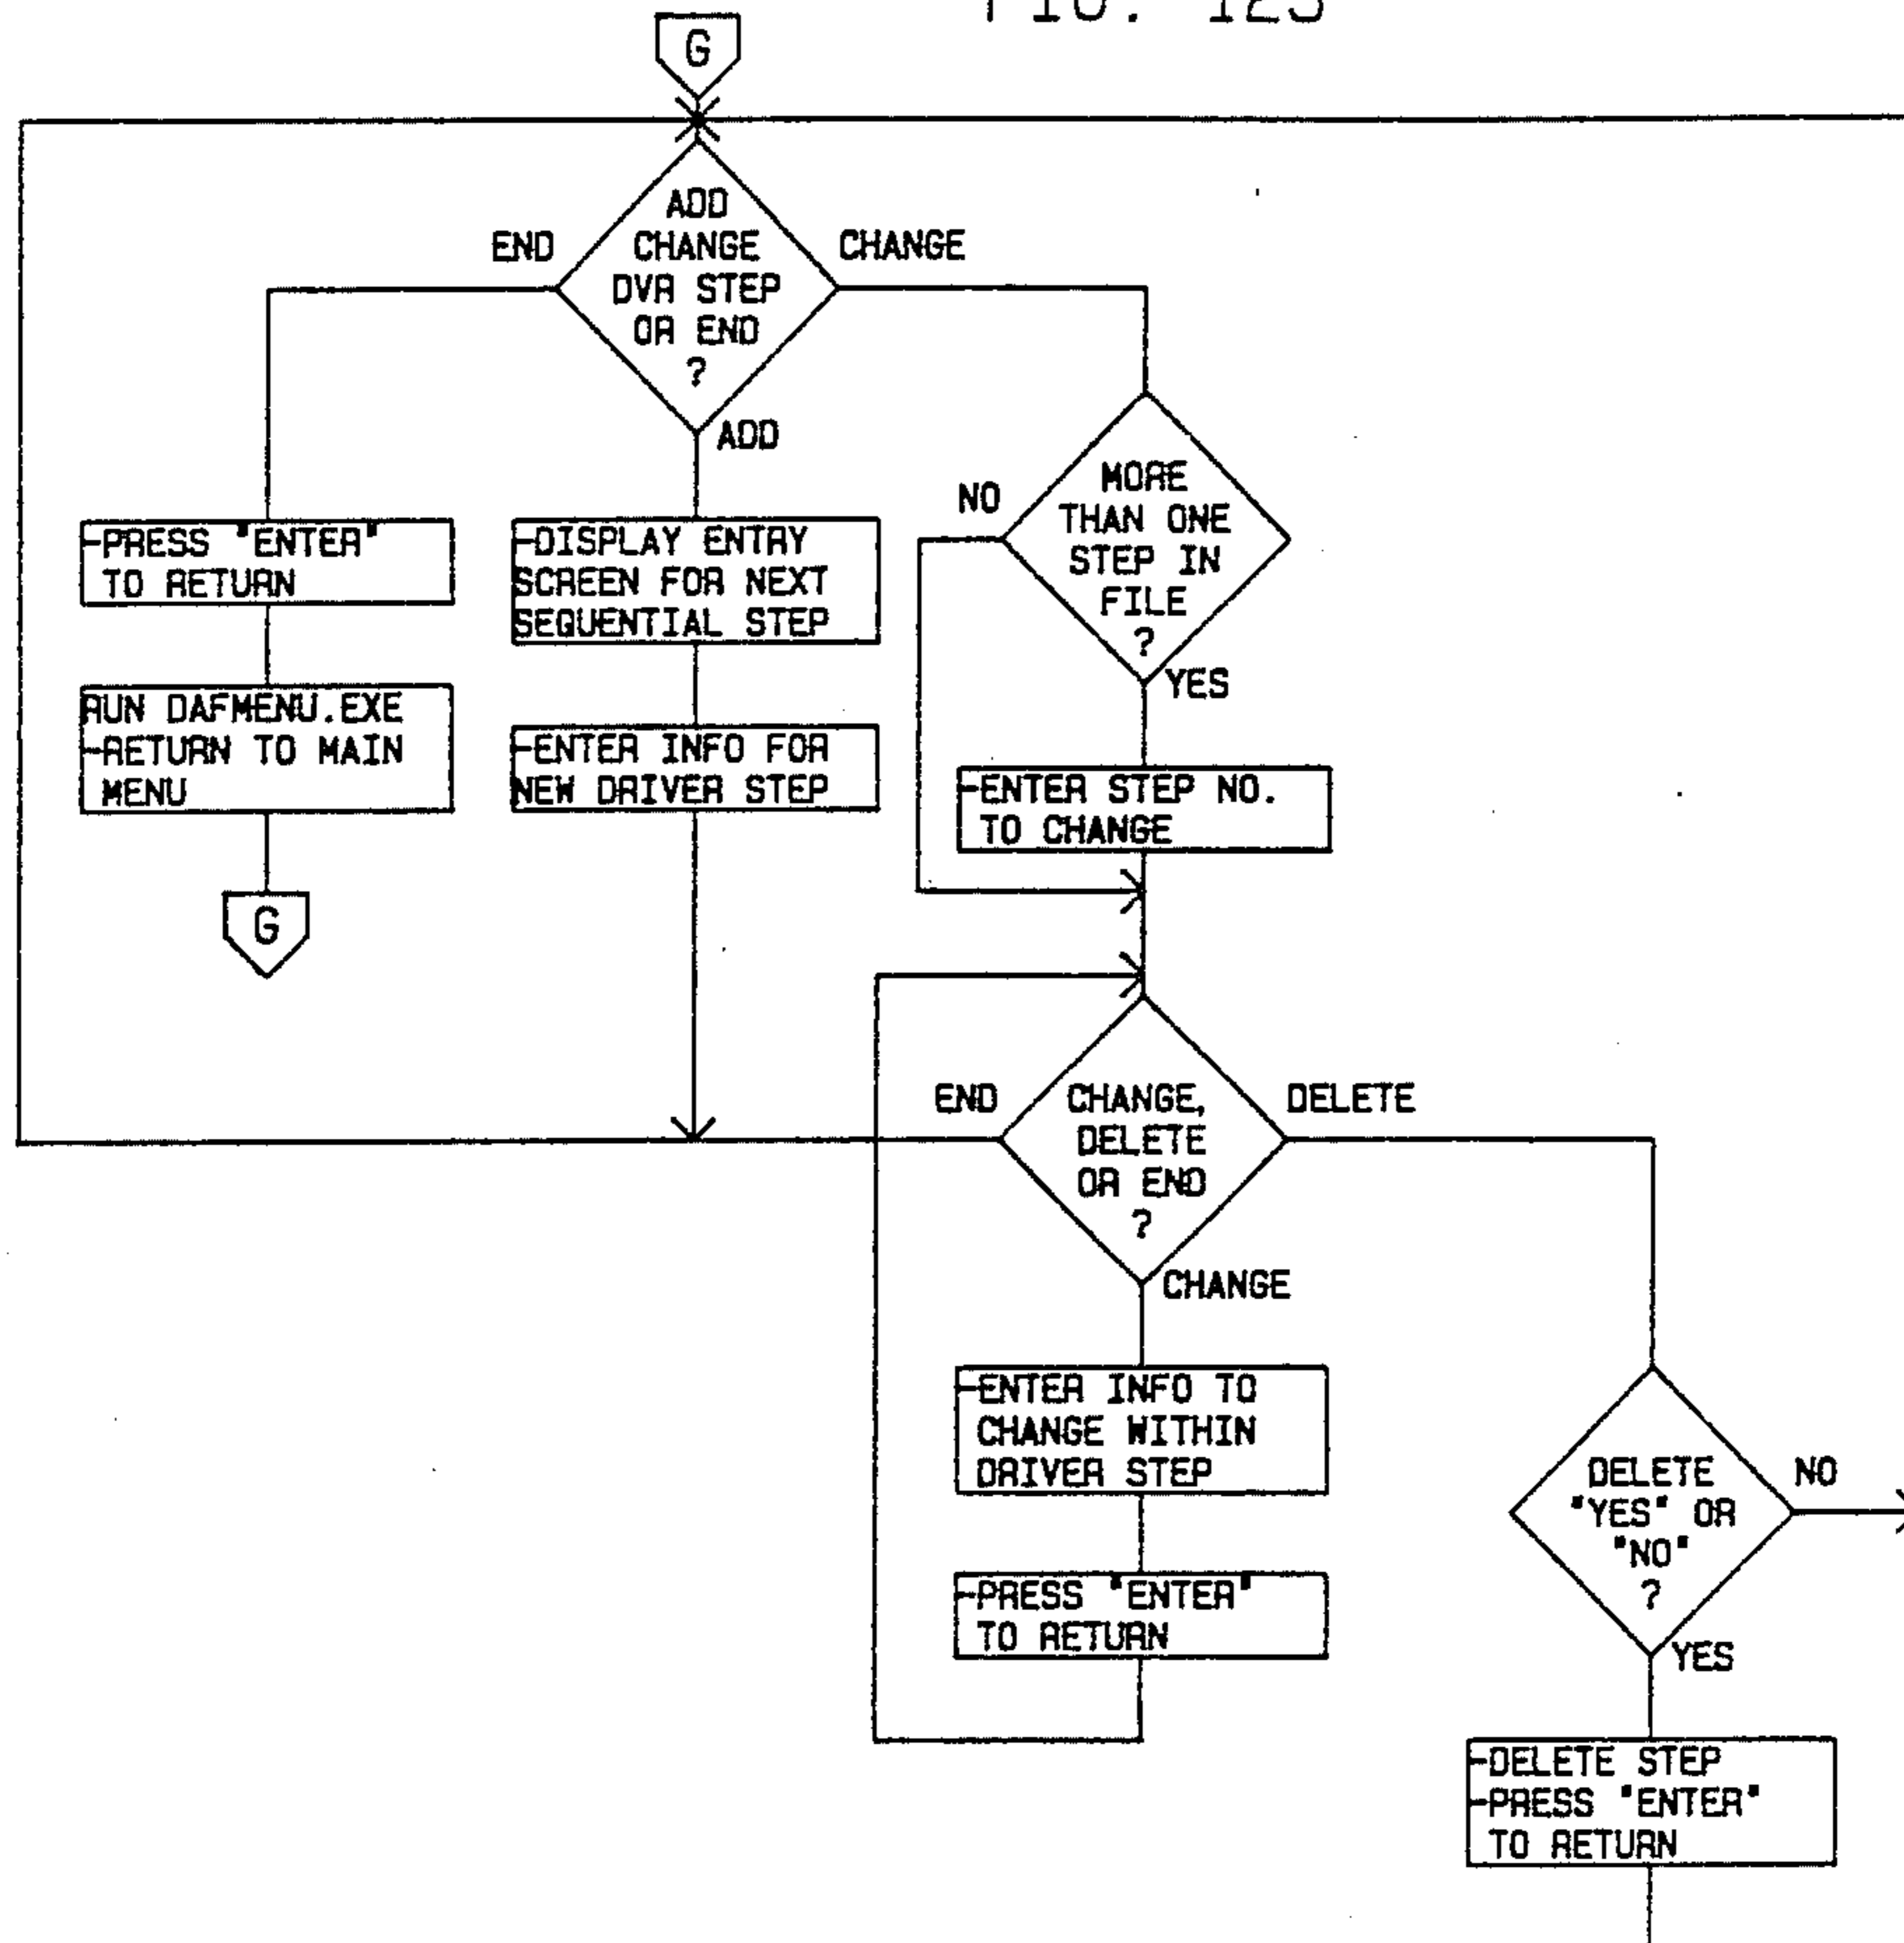 G
ADD
CHANGE
DVR STEP
OR END
?
END
CHANGE
ADD
-PRESS "ENTER"
TO RETURN
RUN DAFMENU.EXE
-RETURN TO MAIN
MENU
G
-DISPLAY ENTRY
SCREEN FOR NEXT
SEQUENTIAL STEP
-ENTER INFO FOR
NEW DRIVER STEP
MORE
THAN ONE
STEP IN
FILE
?
NO
YES
-ENTER STEP NO.
TO CHANGE
END
CHANGE,
DELETE
OR END
?
DELETE
CHANGE
-ENTER INFO TO
CHANGE WITHIN
DRIVER STEP
-PRESS "ENTER"
TO RETURN
DELETE
"YES" OR
"NO"
?
NO
YES
-DELETE STEP
-PRESS "ENTER"
TO RETURN